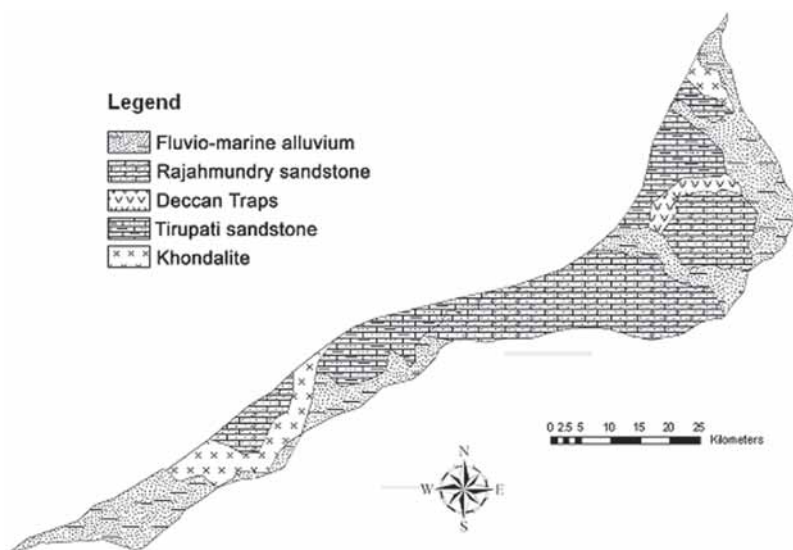 Legend
Fluvio-marine alluvium
Rajahmundry sandstone
Deccan Traps
Tirupati sandstone
Khondalite
0 2.5 5 10 15 20 25
Kilometers
N
W E
S